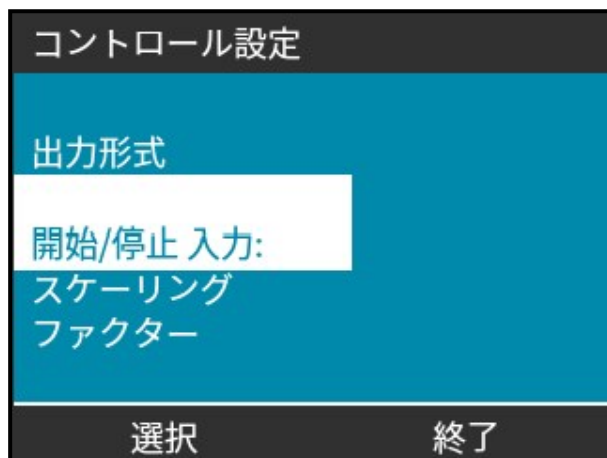 コントロール設定
出力形式
開始/停止 入力:
スケーリング
ファクター
選択
終了